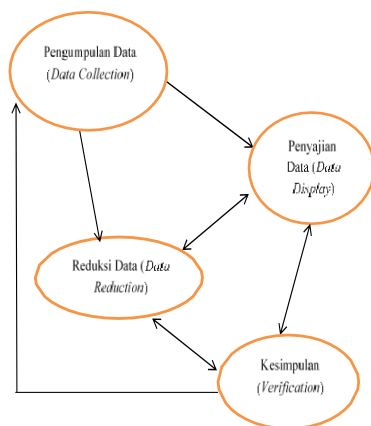 Pengumpulan Data
(Data Collection)
Penyajian
Data (Data
Display)
Reduksi Data (Data
Reduction)
Kesimpulan
(Verification)